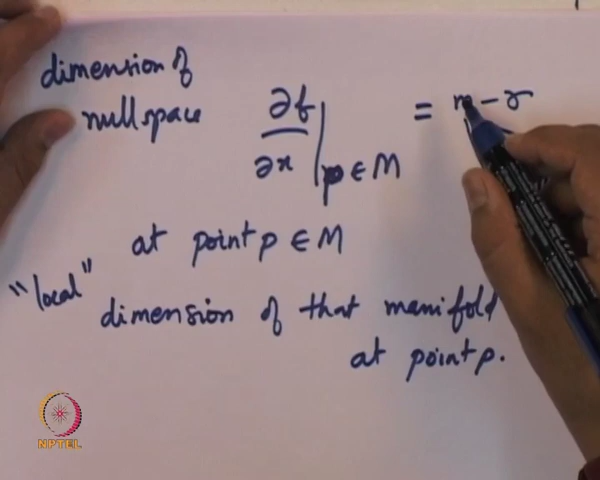 dimension of
nullspace ∂f/∂x |p∈M = m-r
at point p ∈ M
"local"
dimension of that manifold
at point p.
NPTEL